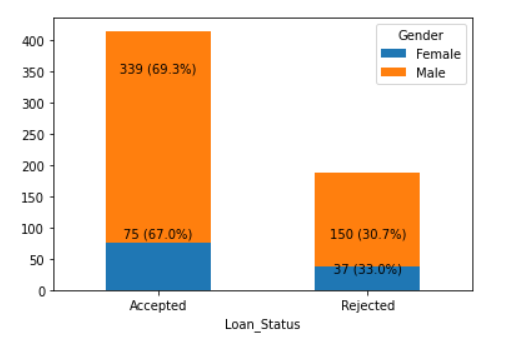 400
350
300
250
200
150
100
50
0
339 (69.3%)
75 (67.0%)
150 (30.7%)
37 (33.0%)
Gender
Female
Male
Accepted
Rejected
Loan_Status